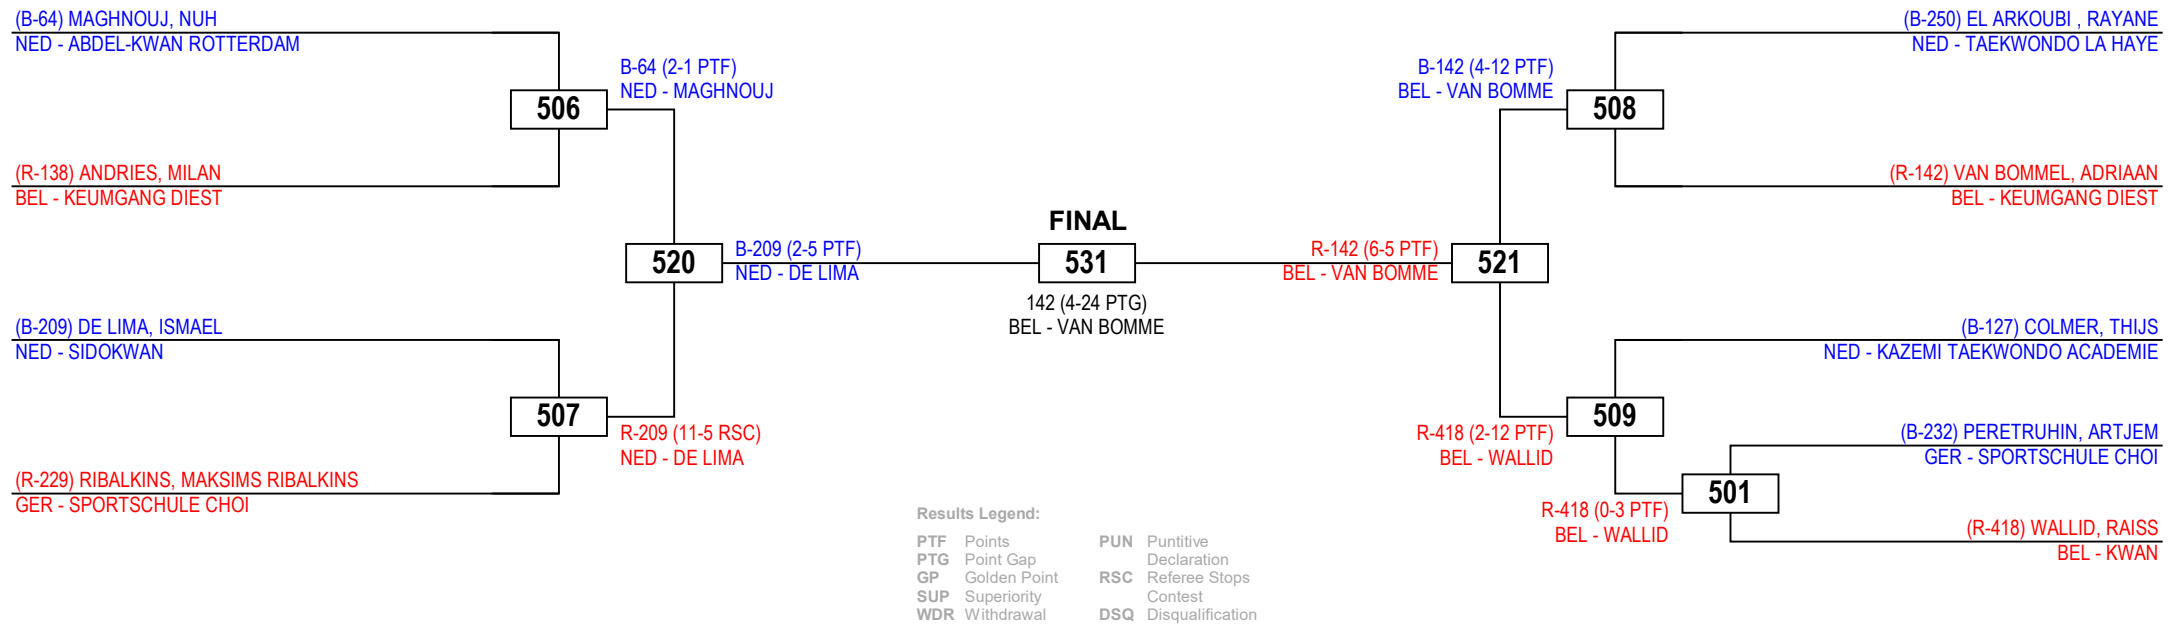 (B-64) MAGHNOUJ, NUH
NED - ABDEL-KWAN ROTTERDAM
506
B-64 (2-1 PTF)
NED - MAGHNOUJ
(R-138) ANDRIES, MILAN
BEL - KEUMGANG DIEST
520
B-209 (2-5 PTF)
NED - DE LIMA
(B-209) DE LIMA, ISMAEL
NED - SIDOKWAN
507
R-209 (11-5 RSC)
NED - DE LIMA
(R-229) RIBALKINS, MAKSIMS RIBALKINS
GER - SPORTSCHULE CHOI
FINAL
531
142 (4-24 PTG)
BEL - VAN BOMME
(B-250) EL ARKOUBI , RAYANE
NED - TAEKWONDO LA HAYE
B-142 (4-12 PTF)
BEL - VAN BOMME
508
(R-142) VAN BOMMEL, ADRIAAN
BEL - KEUMGANG DIEST
R-142 (6-5 PTF)
BEL - VAN BOMME
521
(B-127) COLMER, THIJS
NED - KAZEMI TAEKWONDO ACADEMIE
509
R-418 (2-12 PTF)
BEL - WALLID
(B-232) PERETRUHIN, ARTJEM
GER - SPORTSCHULE CHOI
501
R-418 (0-3 PTF)
BEL - WALLID
(R-418) WALLID, RAISS
BEL - KWAN
Results Legend:
PTF Points
PTG Point Gap
GP Golden Point
SUP Superiority
WDR Withdrawal
PUN Puntitive
Declaration
RSC Referee Stops
Contest
DSQ Disqualification